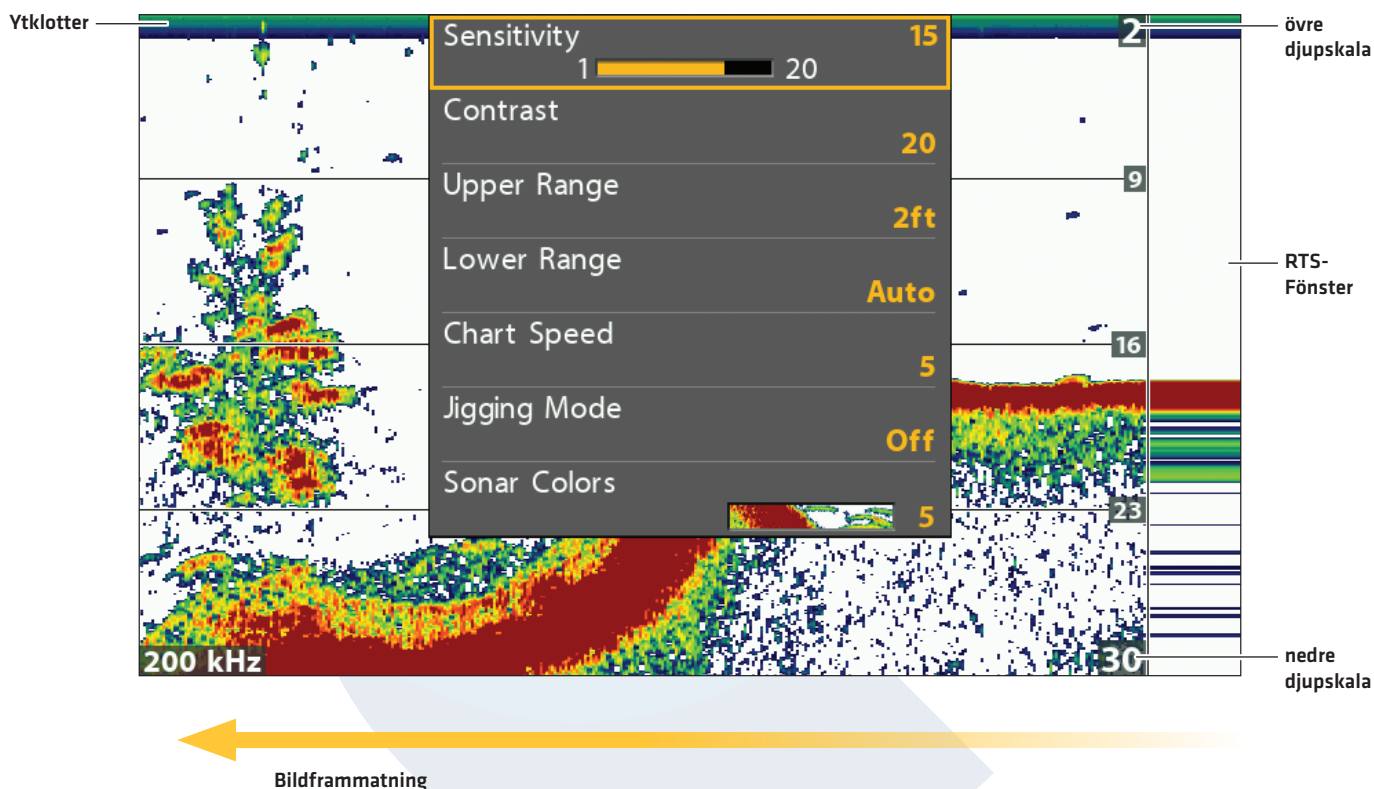 Ytklotter
Sensitivity 15
1 20
Contrast
20
Upper Range
2ft
Lower Range
Auto
Chart Speed
5
Jigging Mode
Off
Sonar Colors
5
2
9
16
23
30
200 kHz
övre
djupskala
RTS-
Fönster
nedre
djupskala
Bildframmatning